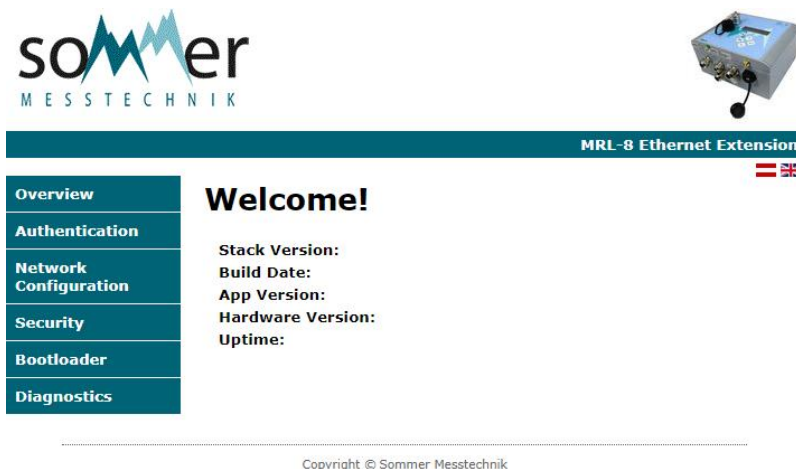 sommer
MESSTECHNIK
MRL-8 Ethernet Extension
Overview
Authentication
Network
Configuration
Security
Bootloader
Diagnostics
Welcome!
Stack Version:
Build Date:
App Version:
Hardware Version:
Uptime:
Copyright © Sommer Messtechnik